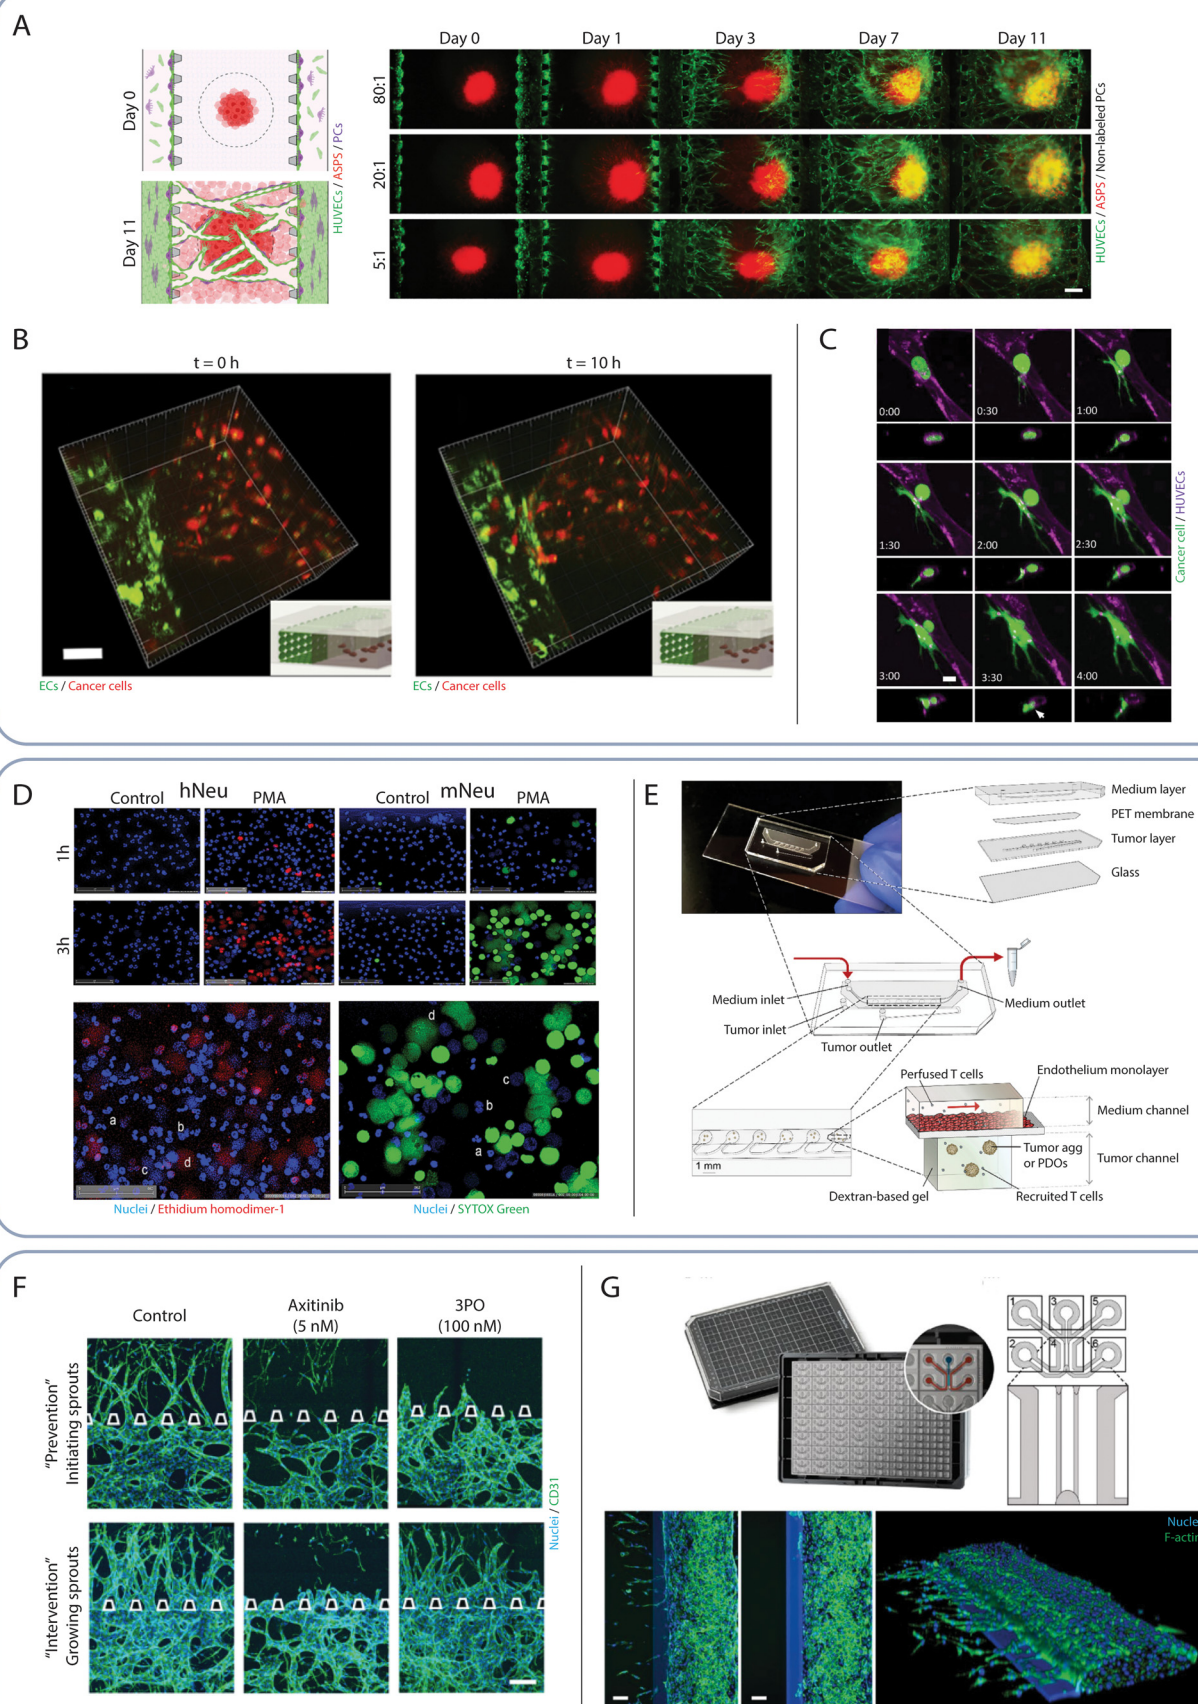 A
Day 0
Day 11
HUVECs / ASPS / PCs
Day 0
Day 1
Day 3
Day 7
Day 11
80:1
20:1
5:1
HUVECs / ASPS / Non-labeled PCs
B
t = 0 h
t = 10 h
ECs / Cancer cells
ECs / Cancer cells
C
0:00
0:30
1:00
1:30
2:00
2:30
3:00
3:30
4:00
Cancer cell / HUVECs
D
hNeu
mNeu
Control
PMA
Control
PMA
1h
3h
a
b
c
d
d
c
b
a
Nuclei / Ethidium homodimer-1
Nuclei / SYTOX Green
E
Medium layer
PET membrane
Tumor layer
Glass
Medium inlet
Tumor inlet
Tumor outlet
Medium outlet
1 mm
Perfused T cells
Endothelium monolayer
Medium channel
Tumor agg
or PDOs
Tumor channel
Dextran-based gel
Recruited T cells
F
Control
Axitinib
(5 nM)
3PO
(100 nM)
"Prevention"
Initiating sprouts
"Intervention"
Growing sprouts
Nuclei / CD31
G
1
3
5
2
4
6
Nucle
F-actin